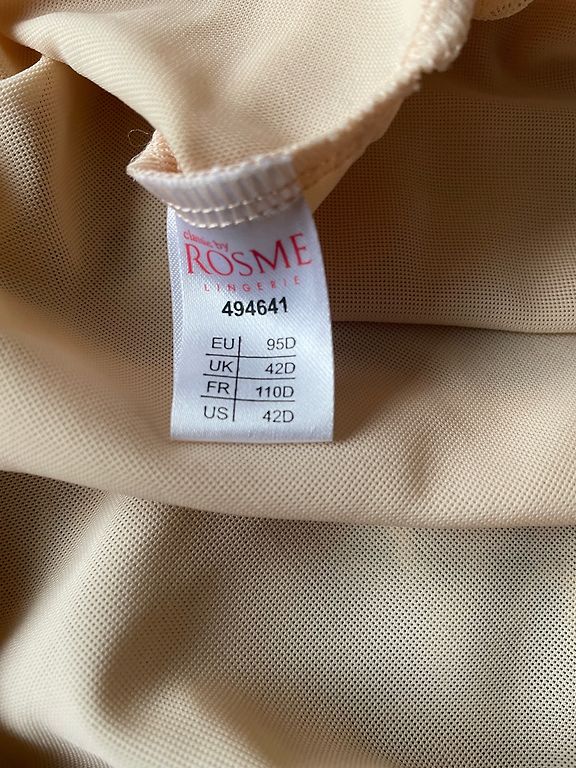 classic by
ROSME
LINGERIE
494641
EU 95D
UK 42D
FR 110D
US 42D